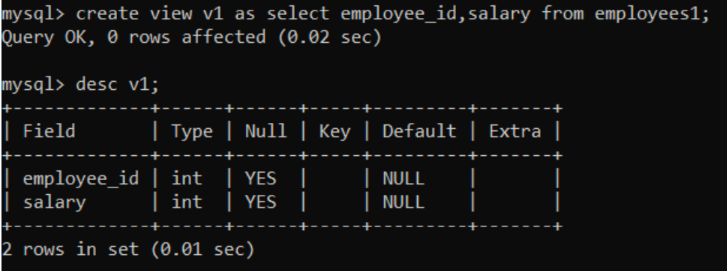 mysql> create view v1 as select employee_id,salary from employees1;
Query OK, 0 rows affected (0.02 sec)
mysql> desc v1;
+-------------+------+------+-----+---------+-------+
| Field       | Type | Null | Key | Default | Extra |
+-------------+------+------+-----+---------+-------+
| employee_id | int  | YES  |     | NULL    |       |
| salary      | int  | YES  |     | NULL    |       |
+-------------+------+------+-----+---------+-------+
2 rows in set (0.01 sec)